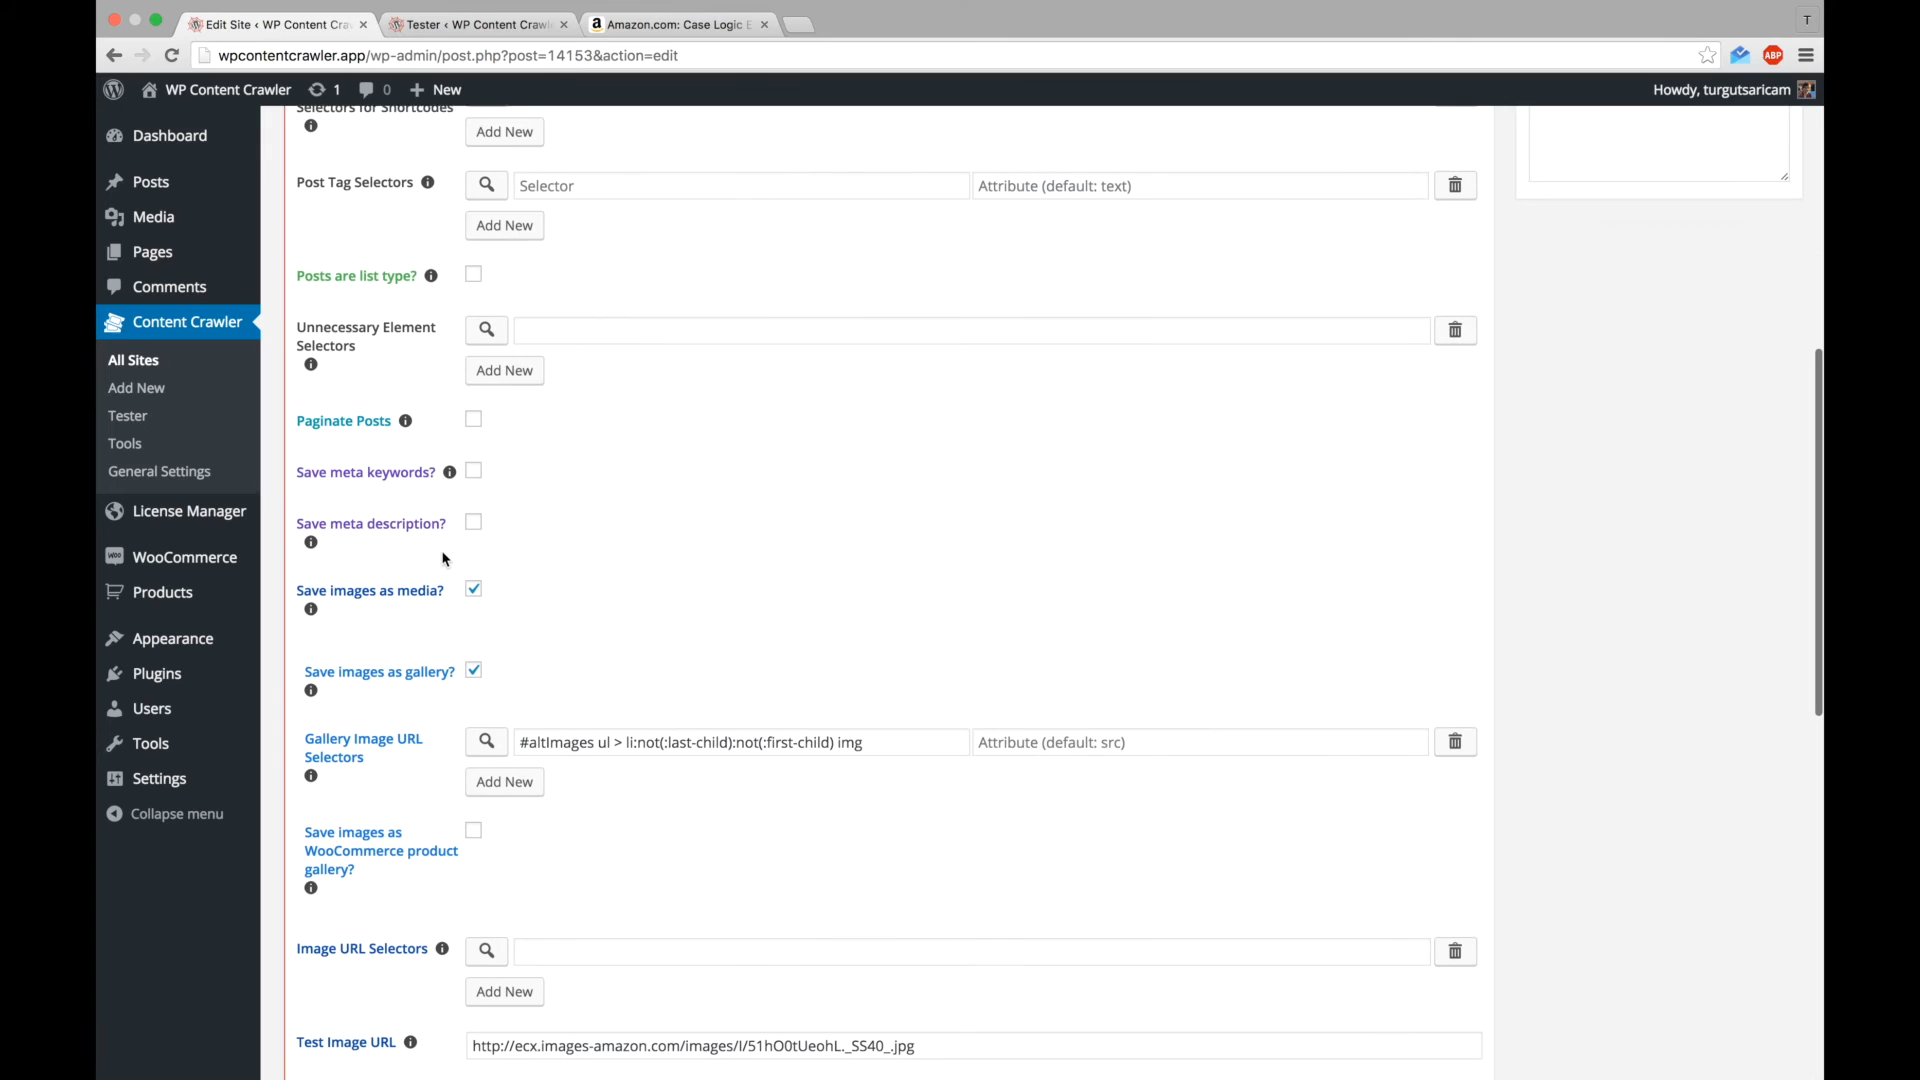 Edit Site ‹ WP Content Cra
Tester ‹ WP Content Crawl
a Amazon.com: Case Logic E
T
wpcontentcrawler.app/wp-admin/post.php?post=14153&action=edit
ABP
WP Content Crawler
1
0
New
Howdy, turgutsaricam
Dashboard
Posts
Media
Pages
Comments
Content Crawler
All Sites
Add New
Tester
Tools
General Settings
License Manager
WooCommerce
Products
Appearance
Plugins
Users
Tools
Settings
Collapse menu
Selectors for Shortcodes
Add New
Post Tag Selectors
Selector
Attribute (default: text)
Add New
Posts are list type?
Unnecessary Element
Selectors
Add New
Paginate Posts
Save meta keywords?
Save meta description?
Save images as media?
Save images as gallery?
Gallery Image URL
Selectors
#altImages ul > li:not(:last-child):not(:first-child) img
Attribute (default: src)
Add New
Save images as
WooCommerce product
gallery?
Image URL Selectors
Add New
Test Image URL
http://ecx.images-amazon.com/images/I/51hO0tUeohL._SS40_.jpg